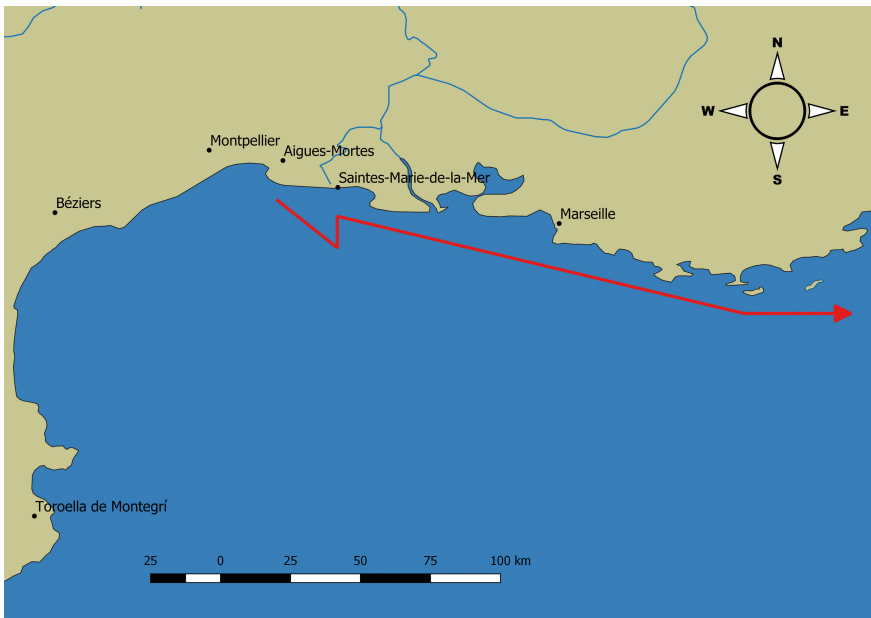 N
W E
S
Montpellier
Aigues-Mortes
Saintes-Marie-de-la-Mer
Béziers
Marseille
Toroella de Montegrí
25 0 25 50 75 100 km